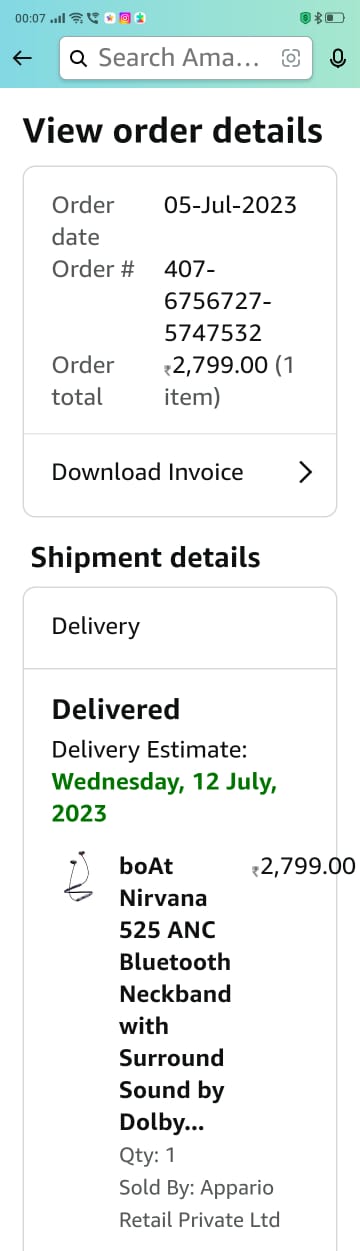 00:07
Search Ama...
View order details
Order date
05-Jul-2023
Order #
407-6756727-5747532
Order total
₹2,799.00 (1 item)
Download Invoice
Shipment details
Delivery
Delivered
Delivery Estimate:
Wednesday, 12 July,
2023
boAt
Nirvana
525 ANC
Bluetooth
Neckband
with
Surround
Sound by
Dolby...
₹2,799.00
Qty: 1
Sold By: Appario
Retail Private Ltd